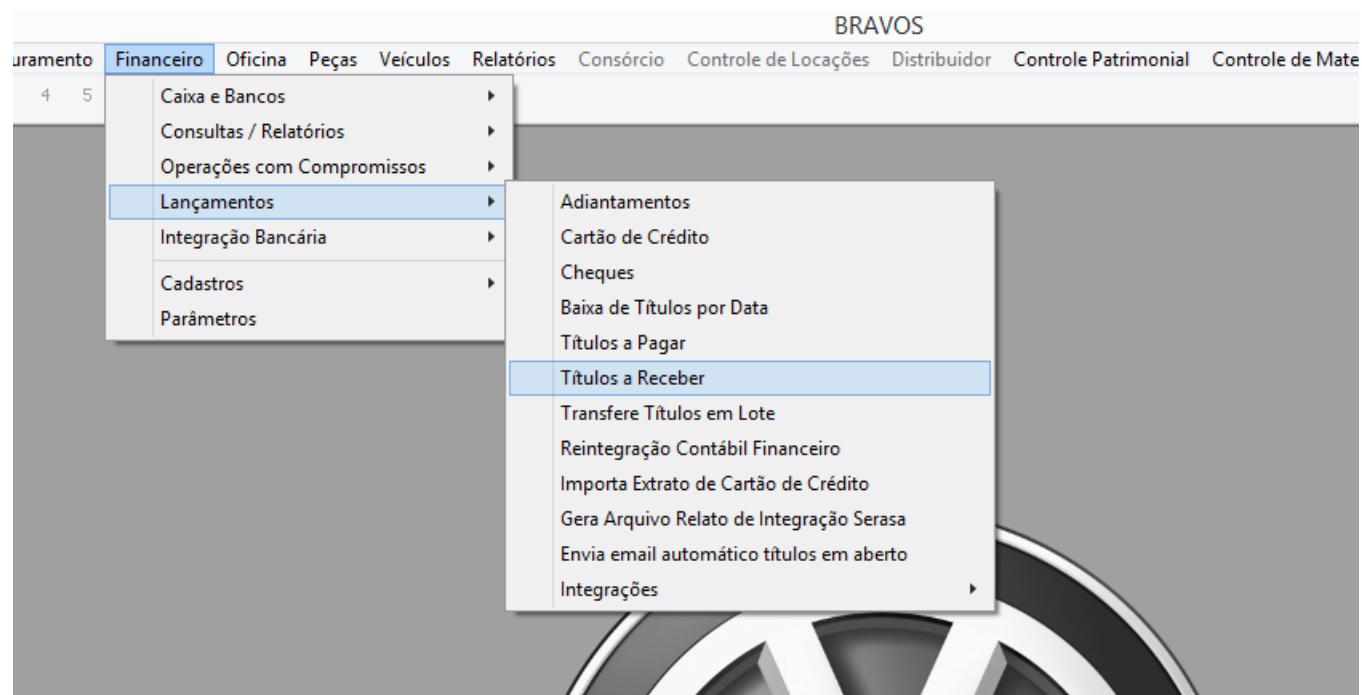 BRAVOS
uramento Financeiro Oficina Peças Veículos Relatórios Consórcio Controle de Locações Distribuidor Controle Patrimonial Controle de Mate
4 5
Caixa e Bancos
Consultas / Relatórios
Operações com Compromissos
Lançamentos
Integração Bancária
Cadastros
Parâmetros
Adiantamentos
Cartão de Crédito
Cheques
Baixa de Títulos por Data
Títulos a Pagar
Títulos a Receber
Transfere Títulos em Lote
Reintegração Contábil Financeiro
Importa Extrato de Cartão de Crédito
Gera Arquivo Relato de Integração Serasa
Envia email automático títulos em aberto
Integrações